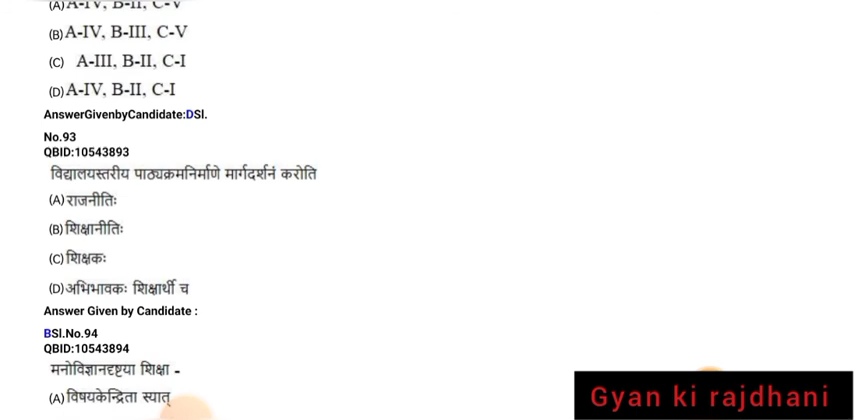 (A)A-IV, B-II, C-V
(B)A-IV, B-III, C-V
(C) A-III, B-II, C-I
(D)A-IV, B-II, C-I
AnswerGivenbyCandidate:DSl.
No.93
QBID:10543893
विद्यालयस्तरीय पाठ्यक्रमनिर्माणे मार्गदर्शनं करोति
(A)राजनीतिः
(B)शिक्षानीतिः
(C)शिक्षकः
(D)अभिभावकः शिक्षार्थी च
Answer Given by Candidate :
BSl.No.94
QBID:10543894
मनोविज्ञानदृष्ट्या शिक्षा -
(A)विषयकेन्द्रिता स्यात्
Gyan ki rajdhani